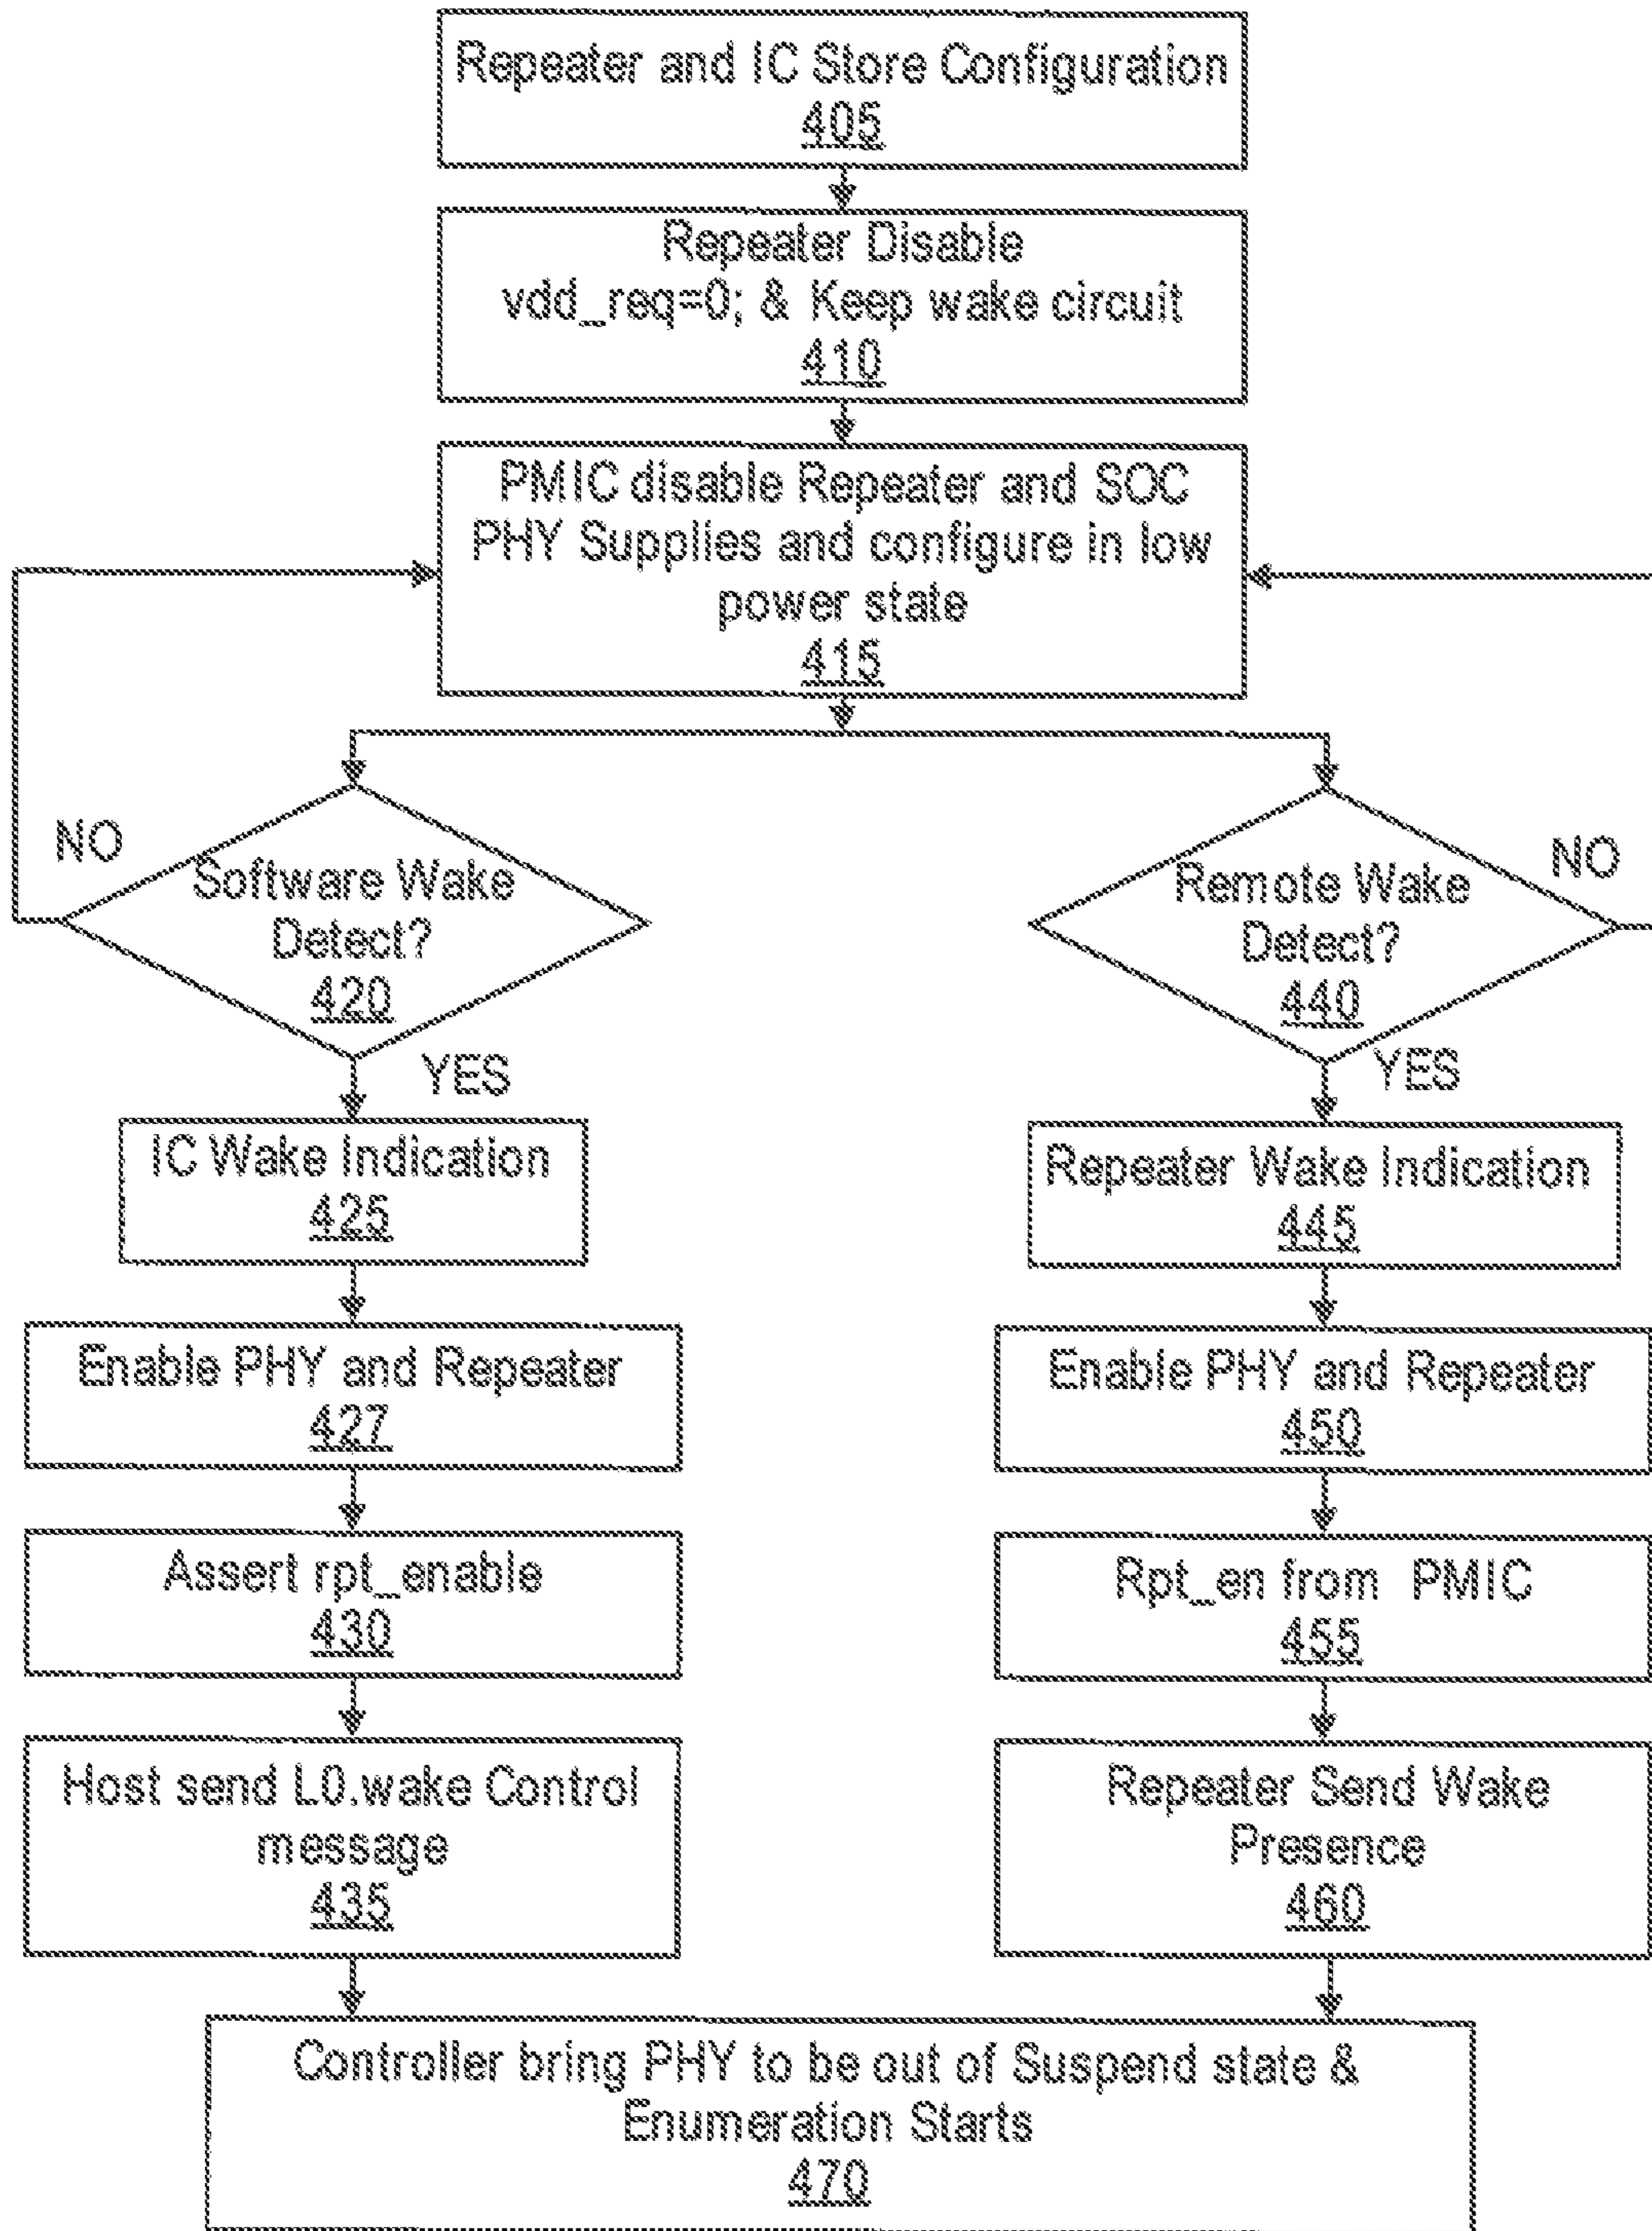 Repeater and IC Store Configuration
405
Repeater Disable
vdd_req=0; & Keep wake circuit
410
PMIC disable Repeater and SOC
PHY Supplies and configure in low
power state
415
NO
Software Wake
Detect?
420
YES
IC Wake Indication
425
Enable PHY and Repeater
427
Assert rpt_enable
430
Host send L0.wake Control
message
435
NO
Remote Wake
Detect?
440
YES
Repeater Wake Indication
445
Enable PHY and Repeater
450
Rpt_en from PMIC
455
Repeater Send Wake
Presence
460
Controller bring PHY to be out of Suspend state &
Enumeration Starts
470